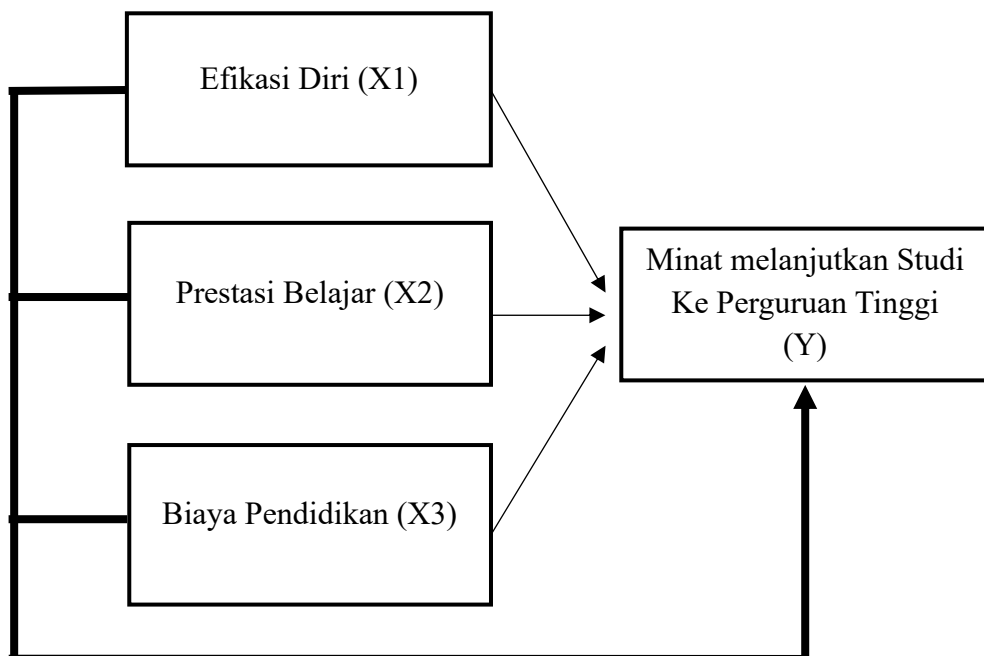 Efikasi Diri (X1)
Prestasi Belajar (X2)
Biaya Pendidikan (X3)
Minat melanjutkan Studi
Ke Perguruan Tinggi
(Y)